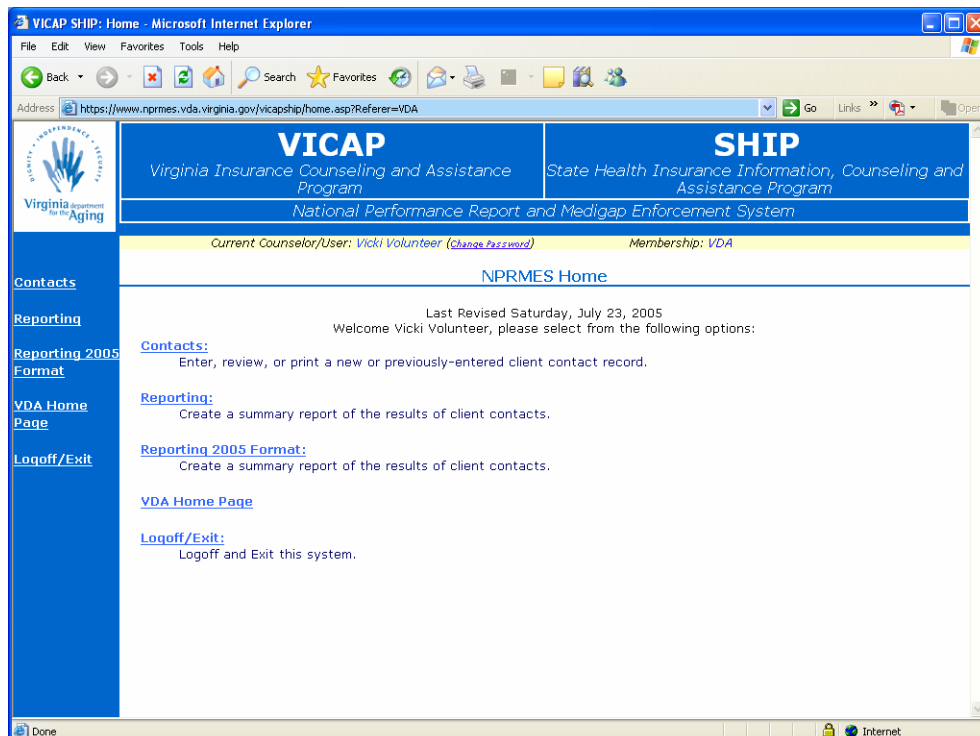 VICAP SHIP: Home - Microsoft Internet Explorer
File Edit View Favorites Tools Help
Back Search Favorites
Address https://www.nprmes.vda.virginia.gov/vicapship/home.asp?Referer=VDA Go Links » Open
DIGNITY · INDEPENDENCE · SECURITY
Virginia department
for the Aging
VICAP
Virginia Insurance Counseling and Assistance
Program
SHIP
State Health Insurance Information, Counseling and
Assistance Program
National Performance Report and Medigap Enforcement System
Current Counselor/User: Vicki Volunteer (Change Password) Membership: VDA
Contacts
Reporting
Reporting 2005
Format
VDA Home
Page
Logoff/Exit
NPRMES Home
Last Revised Saturday, July 23, 2005
Welcome Vicki Volunteer, please select from the following options:
Contacts:
Enter, review, or print a new or previously-entered client contact record.
Reporting:
Create a summary report of the results of client contacts.
Reporting 2005 Format:
Create a summary report of the results of client contacts.
VDA Home Page
Logoff/Exit:
Logoff and Exit this system.
Done Internet